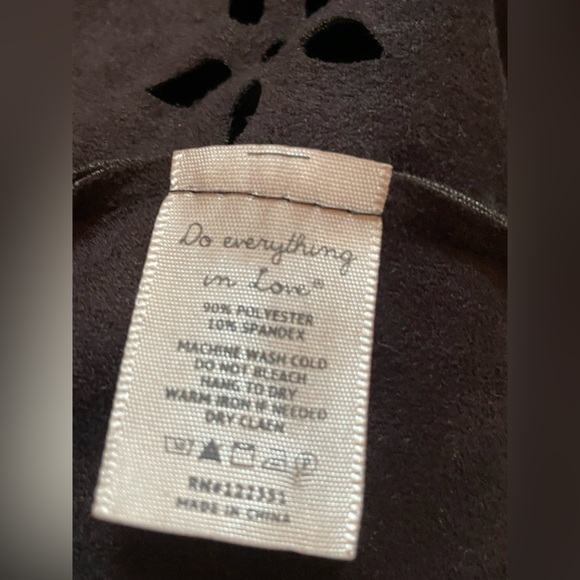 Do everything
in Love®
90% POLYESTER
10% SPANDEX
MACHINE WASH COLD
DO NOT BLEACH
HANG TO DRY
WARM IRON IF NEEDED
DRY CLAEN
RN#122351
MADE IN CHINA